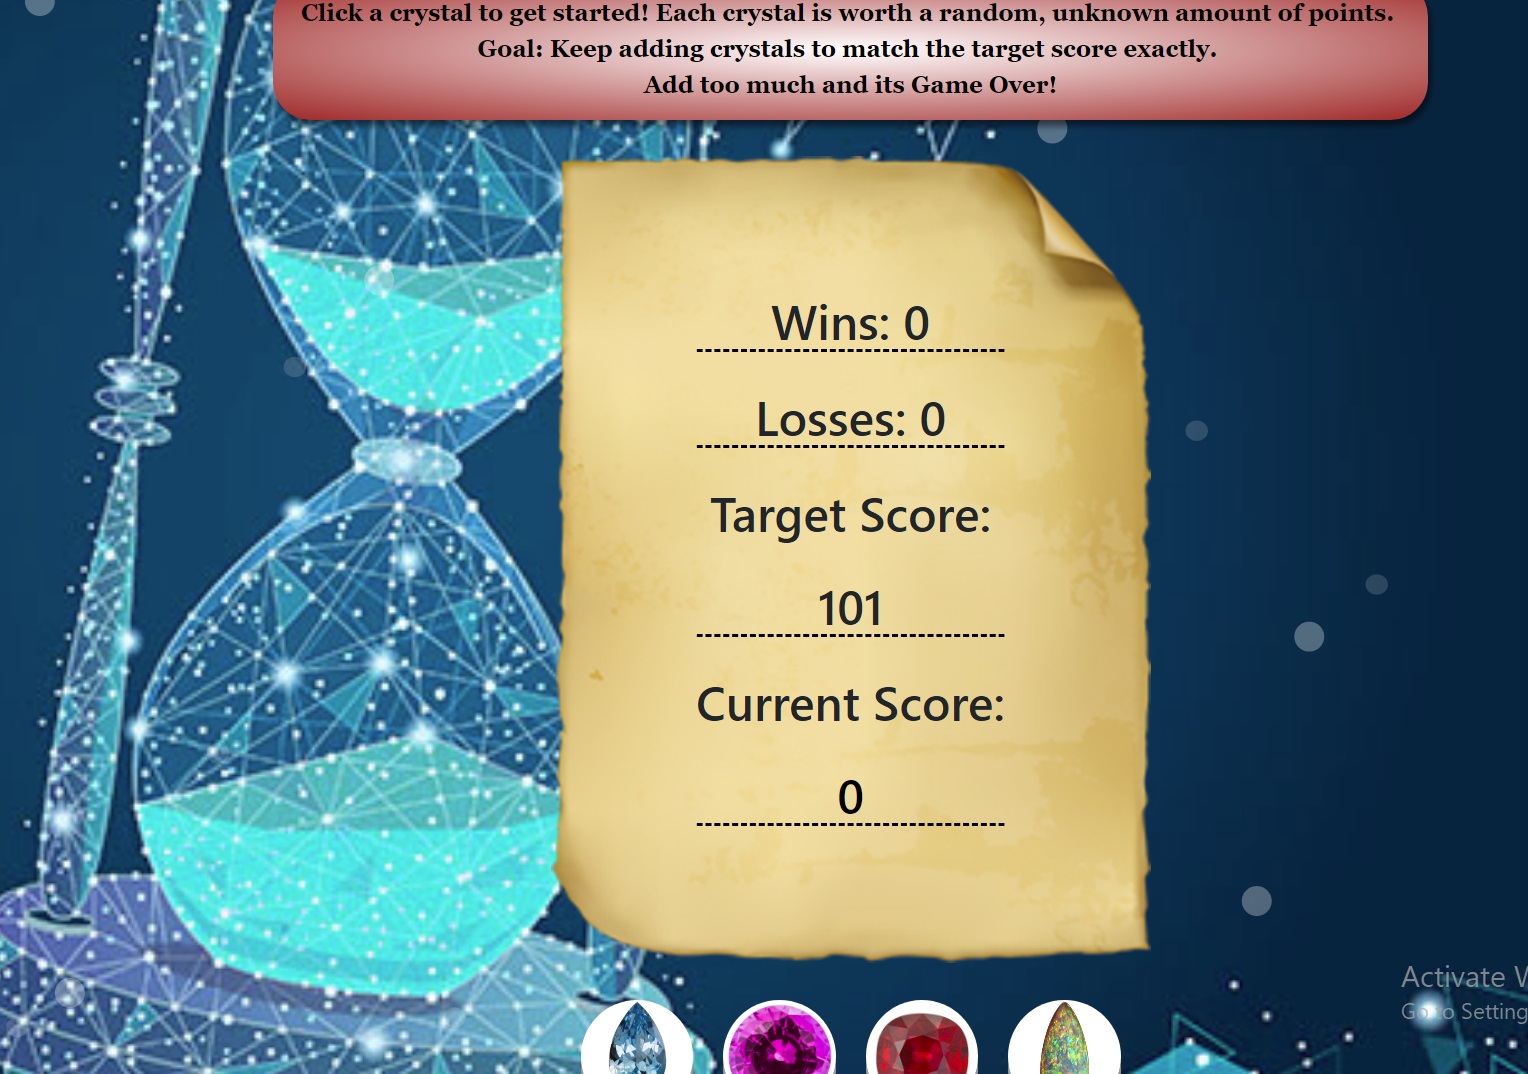 Click a crystal to get started! Each crystal is worth a random, unknown amount of points.
Goal: Keep adding crystals to match the target score exactly.
Add too much and its Game Over!
Wins: 0
Losses: 0
Target Score:
101
Current Score:
0
Activate
Go to Setting